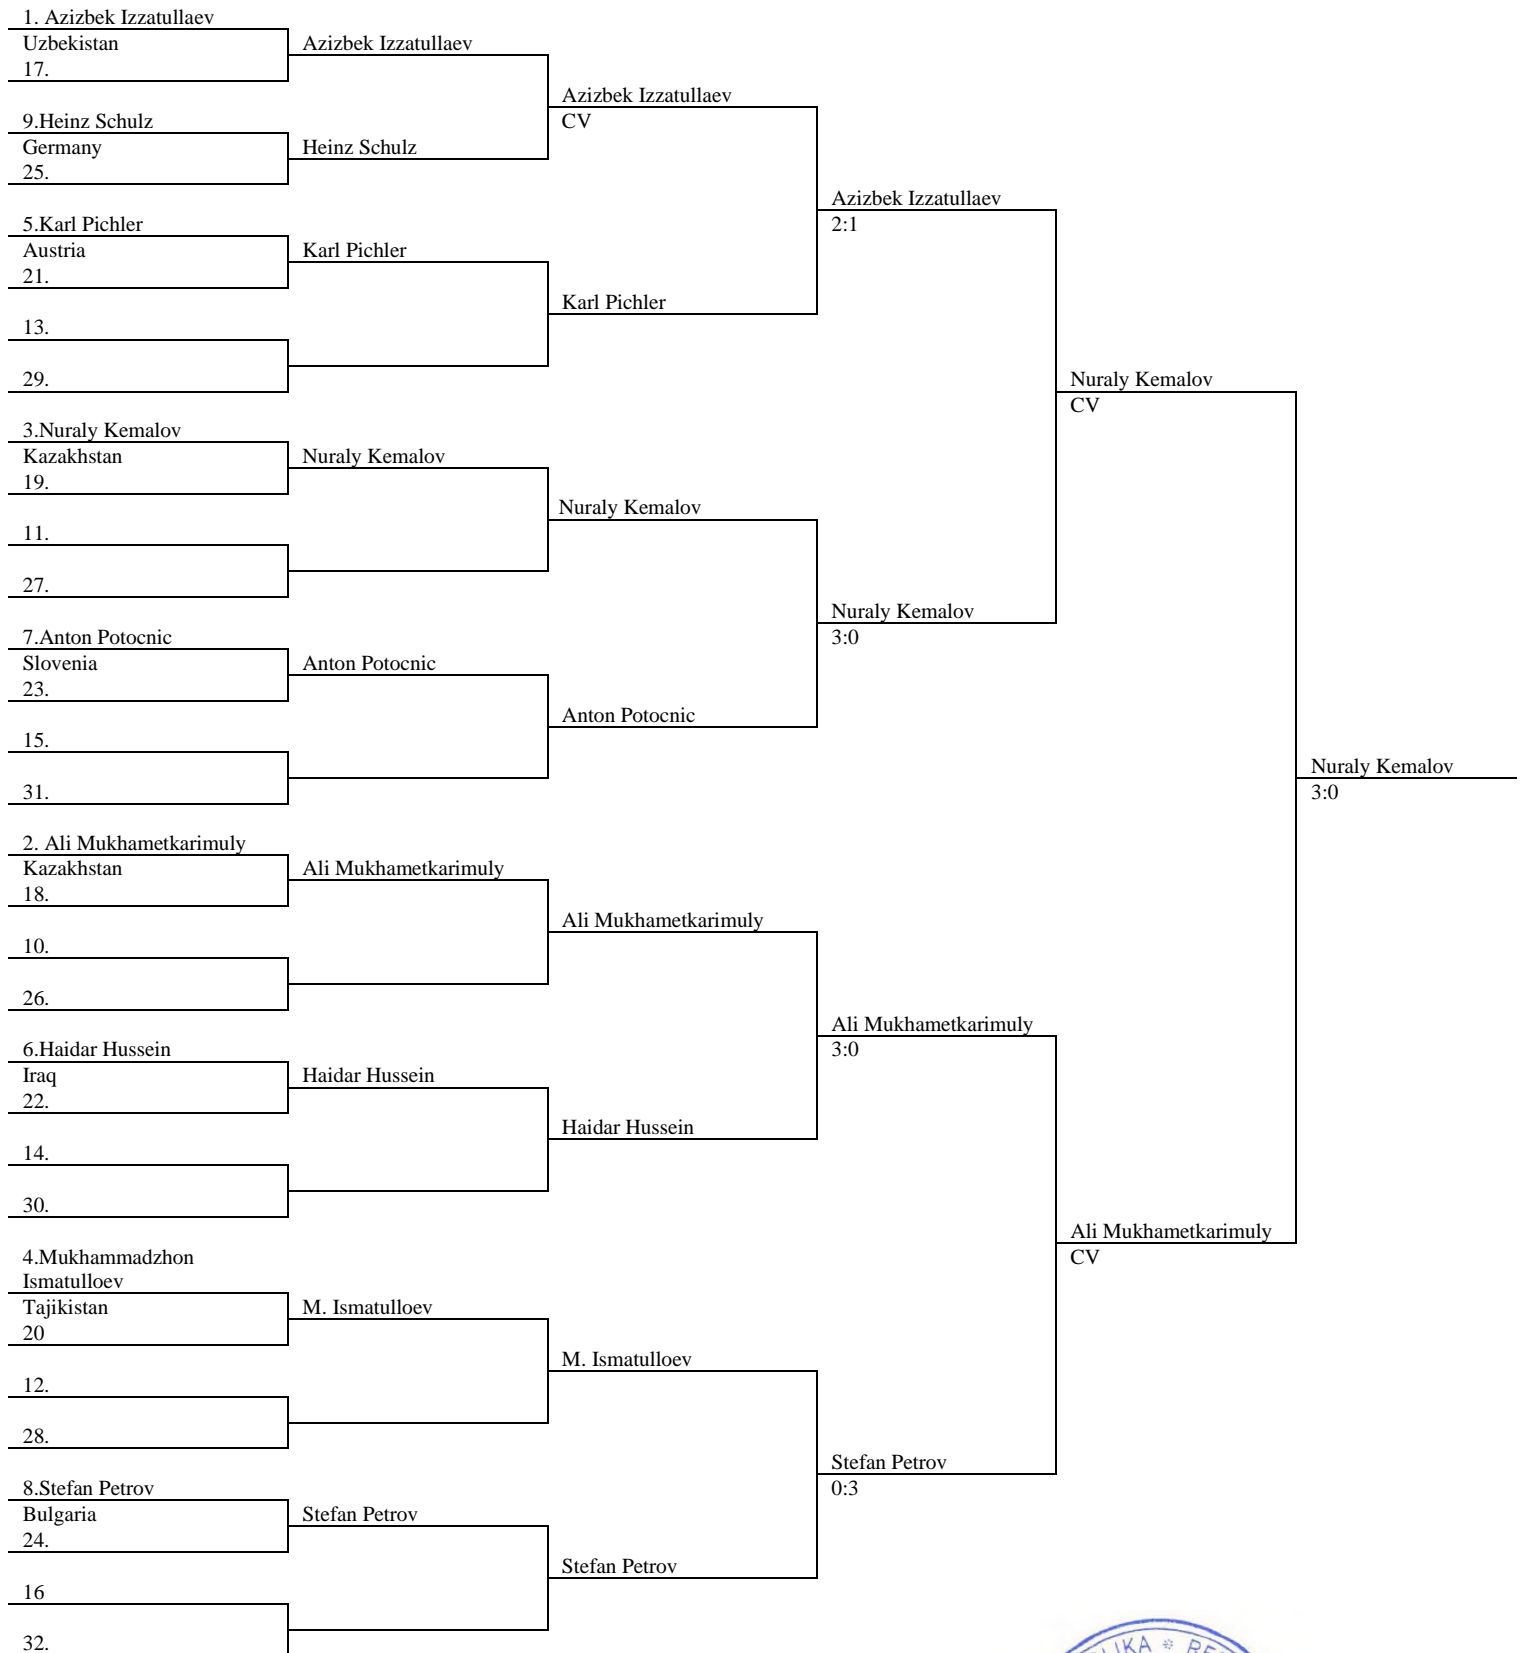 1. Azizbek Izzatullaev
Uzbekistan
Azizbek Izzatullaev
17.
Azizbek Izzatullaev
CV
9.Heinz Schulz
Germany
Heinz Schulz
25.
Azizbek Izzatullaev
2:1
5.Karl Pichler
Austria
Karl Pichler
21.
Karl Pichler
13.
29.
Nuraly Kemalov
CV
3.Nuraly Kemalov
Kazakhstan
Nuraly Kemalov
19.
Nuraly Kemalov
11.
27.
Nuraly Kemalov
3:0
7.Anton Potocnic
Slovenia
Anton Potocnic
23.
Anton Potocnic
15.
31.
Nuraly Kemalov
3:0
2. Ali Mukhametkarimuly
Kazakhstan
Ali Mukhametkarimuly
18.
Ali Mukhametkarimuly
10.
26.
Ali Mukhametkarimuly
3:0
6.Haidar Hussein
Iraq
Haidar Hussein
22.
Haidar Hussein
14.
30.
Ali Mukhametkarimuly
CV
4.Mukhammadzhon
Ismatulloev
Tajikistan
M. Ismatulloev
20
M. Ismatulloev
12.
28.
Stefan Petrov
0:3
8.Stefan Petrov
Bulgaria
Stefan Petrov
24.
Stefan Petrov
16
32.